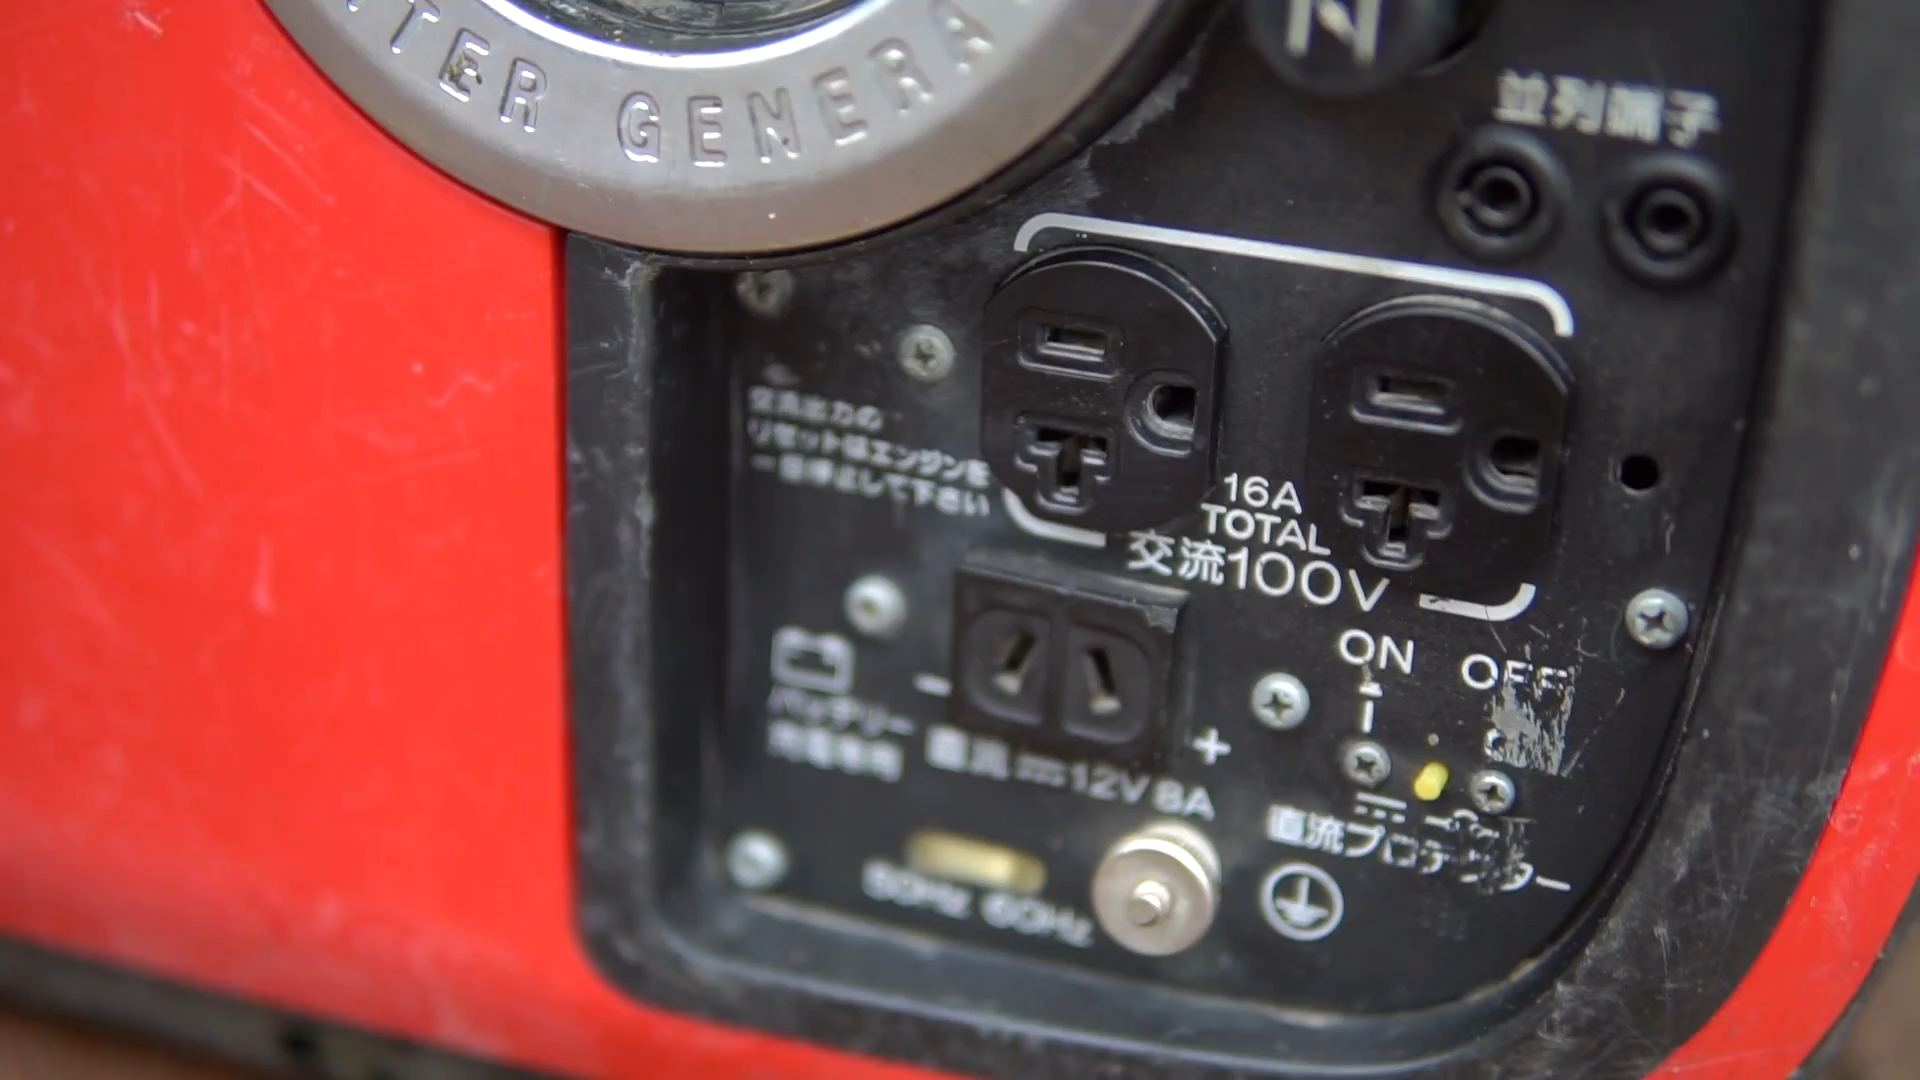 TER GENERA
並列端子
交流出力の
リセットはエンジンを
一旦停止して下さい
16A
TOTAL
交流100V
ON OFF
バッテリー
充電専用
- +
直流 12V 8A
直流プロテクター
50Hz 60Hz